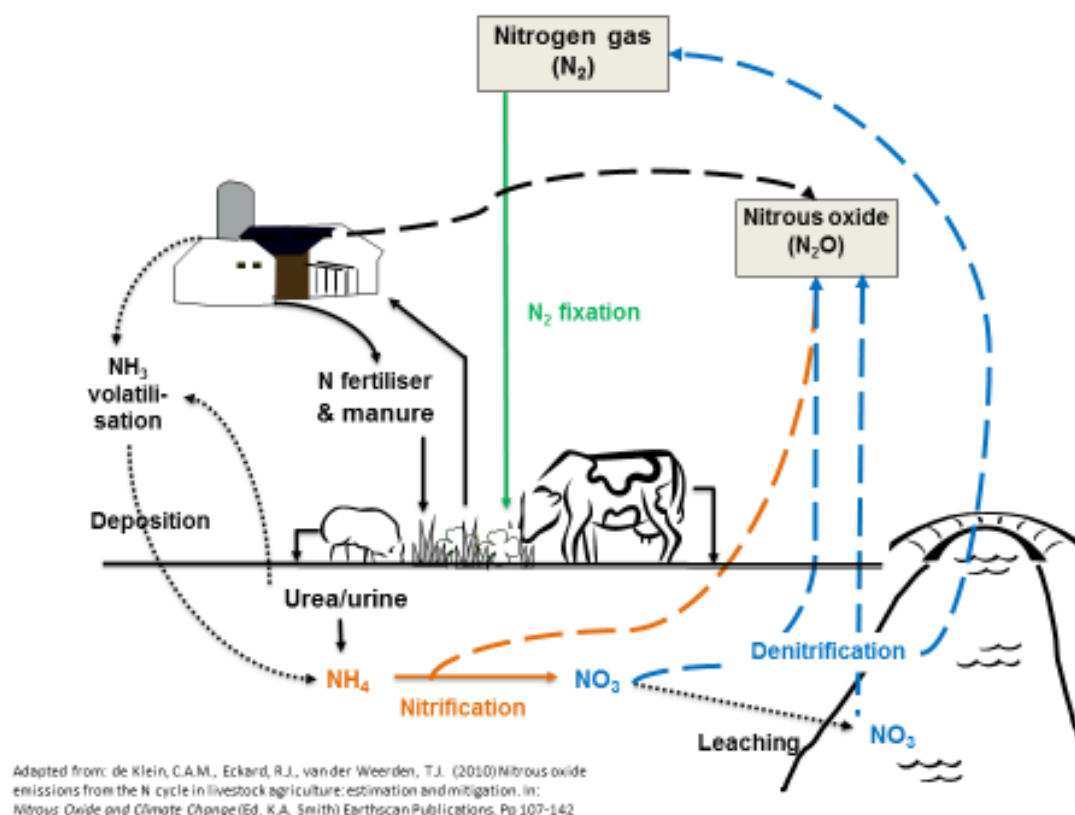 Nitrogen gas
(N₂)
Nitrous oxide
(N₂O)
N₂ fixation
NH₃
volatili-
sation
N fertiliser
& manure
Deposition
Urea/urine
NH₄
Nitrification
NO₃
Denitrification
Leaching
NO₃
Adapted from: de Klein, C.A.M., Eckard, R.J., van der Weerden, T.J. (2010) Nitrous oxide
emissions from the N cycle in livestock agriculture: estimation and mitigation. In:
Nitrous Oxide and Climate Change (Ed. K.A. Smith) Earthscan Publications. Pp 107-142